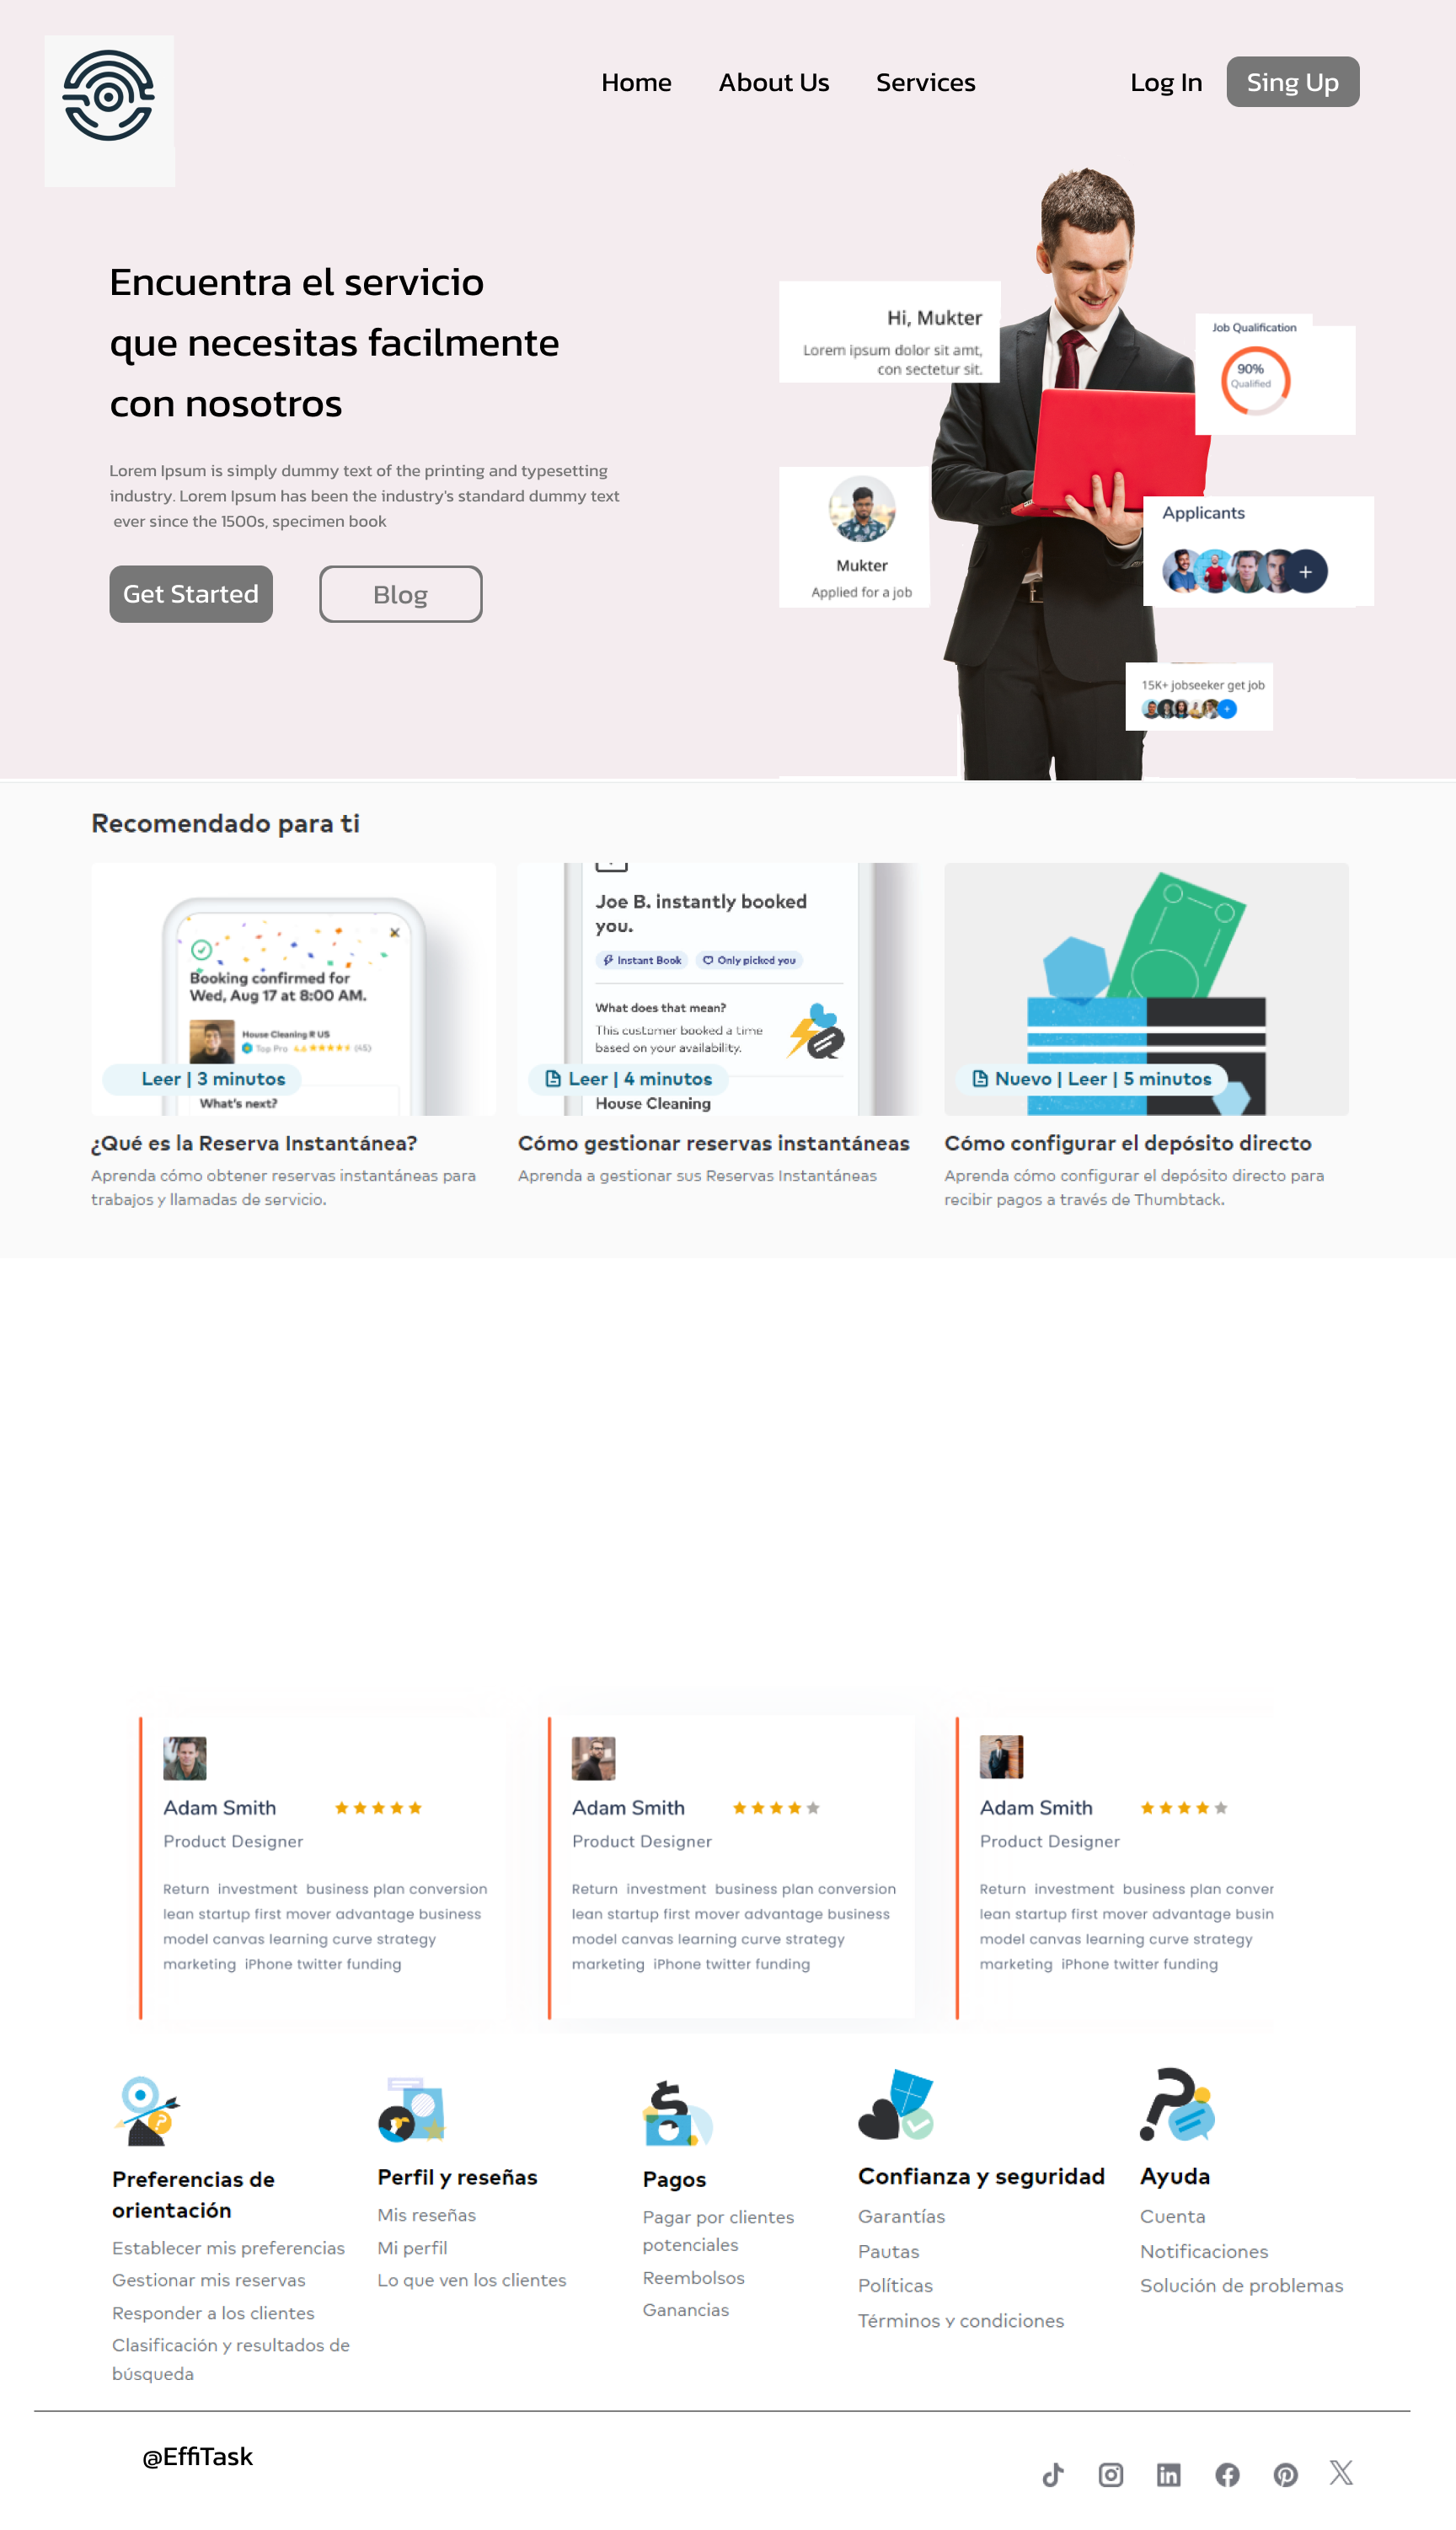 Home About Us Services Log In Sing Up
Encuentra el servicio
que necesitas facilmente
con nosotros
Lorem Ipsum is simply dummy text of the printing and typesetting
industry. Lorem Ipsum has been the industry's standard dummy text
ever since the 1500s, specimen book
Get Started Blog
Hi, Mukter
Lorem ipsum dolor sit amt,
con sectetur sit.
Job Qualification
90%
Qualified
Mukter
Applied for a job
Applicants
15K+ jobseeker get job
Recomendado para ti
Booking confirmed for
Wed, Aug 17 at 8:00 AM.
House Cleaning R US
Top Pro 4.6 (45)
Leer | 3 minutos
What's next?
Joe B. instantly booked
you.
Instant Book Only picked you
What does that mean?
This customer booked a time
based on your availability.
Leer | 4 minutos
House Cleaning
Nuevo | Leer | 5 minutos
¿Qué es la Reserva Instantánea?
Aprenda cómo obtener reservas instantáneas para
trabajos y llamadas de servicio.
Cómo gestionar reservas instantáneas
Aprenda a gestionar sus Reservas Instantáneas
Cómo configurar el depósito directo
Aprenda cómo configurar el depósito directo para
recibir pagos a través de Thumbtack.
Adam Smith
Product Designer
Return investment business plan conversion
lean startup first mover advantage business
model canvas learning curve strategy
marketing iPhone twitter funding
Adam Smith
Product Designer
Return investment business plan conversion
lean startup first mover advantage business
model canvas learning curve strategy
marketing iPhone twitter funding
Adam Smith
Product Designer
Return investment business plan conver
lean startup first mover advantage busin
model canvas learning curve strategy
marketing iPhone twitter funding
Preferencias de
orientación
Establecer mis preferencias
Gestionar mis reservas
Responder a los clientes
Clasificación y resultados de
búsqueda
Perfil y reseñas
Mis reseñas
Mi perfil
Lo que ven los clientes
Pagos
Pagar por clientes
potenciales
Reembolsos
Ganancias
Confianza y seguridad
Garantías
Pautas
Políticas
Términos y condiciones
Ayuda
Cuenta
Notificaciones
Solución de problemas
@EffiTask